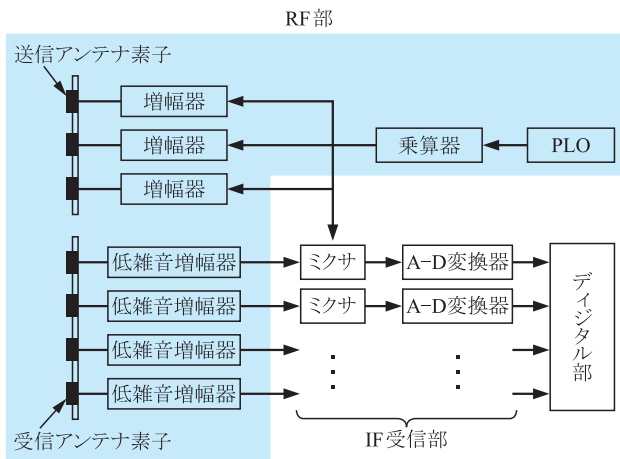 RF部
送信アンテナ素子
増幅器
増幅器
乗算器
PLO
増幅器
低雑音増幅器
ミクサ
A-D変換器
低雑音増幅器
ミクサ
A-D変換器
ディジタル部
低雑音増幅器
低雑音増幅器
受信アンテナ素子
IF受信部